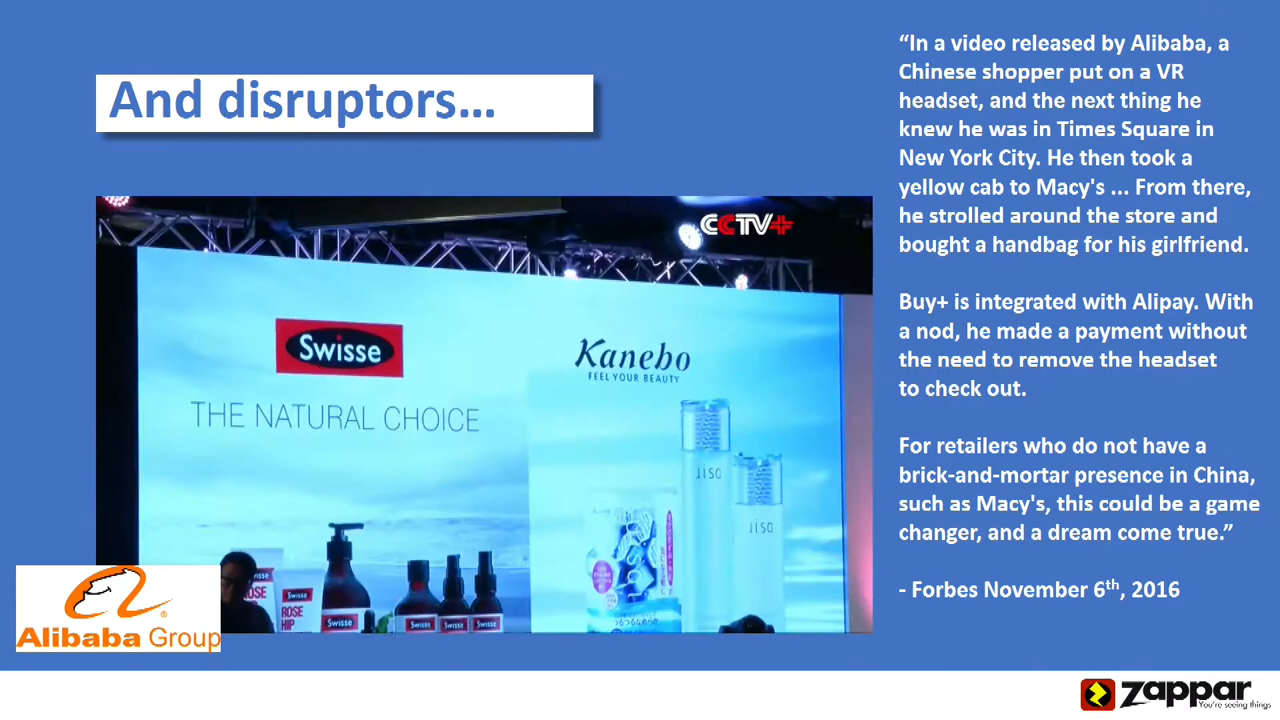 And disruptors...
“In a video released by Alibaba, a
Chinese shopper put on a VR
headset, and the next thing he
knew he was in Times Square in
New York City. He then took a
yellow cab to Macy's ... From there,
he strolled around the store and
bought a handbag for his girlfriend.
Buy+ is integrated with Alipay. With
a nod, he made a payment without
the need to remove the headset
to check out.
For retailers who do not have a
brick-and-mortar presence in China,
such as Macy's, this could be a game
changer, and a dream come true.”
- Forbes November 6th, 2016
CCTV+
Swisse
THE NATURAL CHOICE
Kanebo
FEEL YOUR BEAUTY
jiso
jiso
Swisse
ROSE
HIP
Swisse
Swisse
Swisse
Swisse
Alibaba Group
zappar
You're seeing things